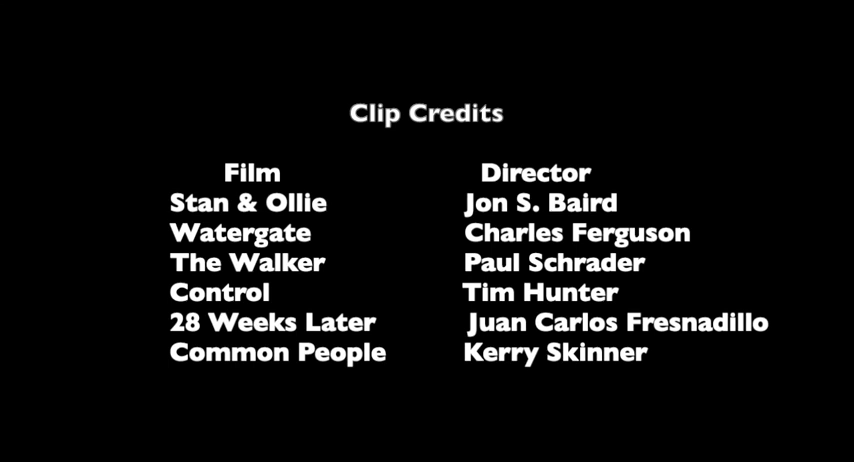 Clip Credits
Film Director
Stan & Ollie Jon S. Baird
Watergate Charles Ferguson
The Walker Paul Schrader
Control Tim Hunter
28 Weeks Later Juan Carlos Fresnadillo
Common People Kerry Skinner